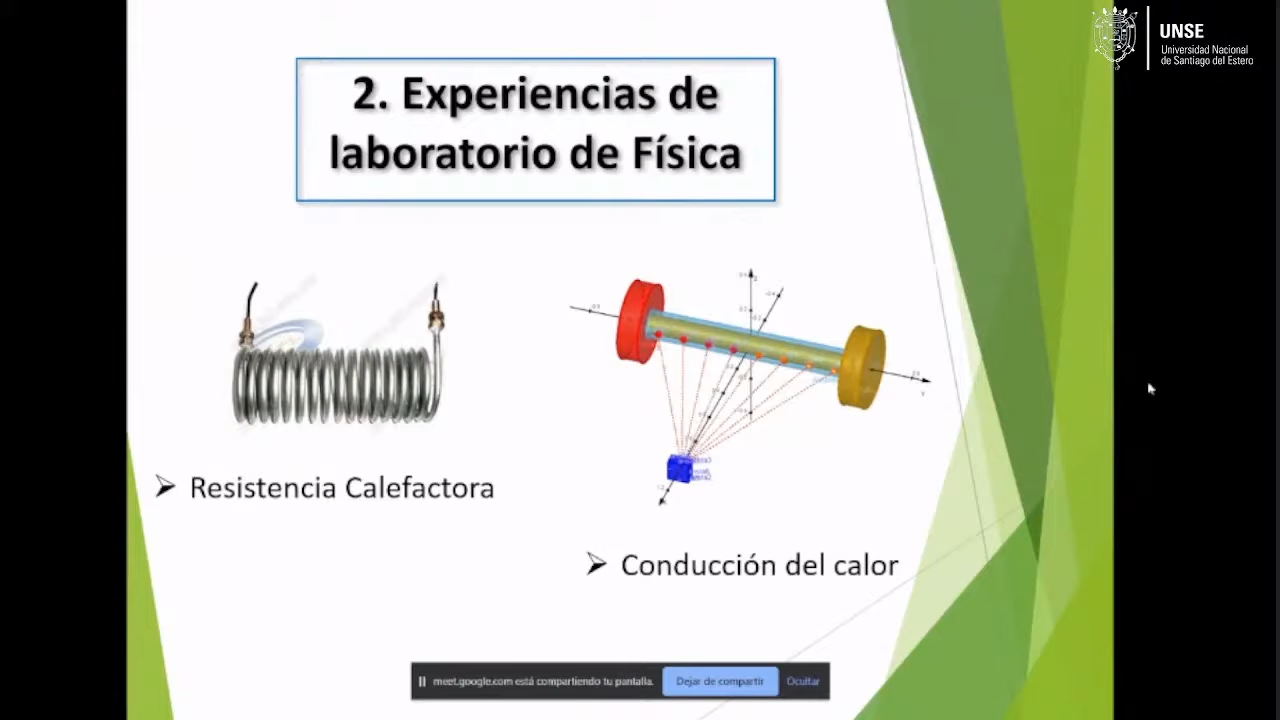 UNSE
Universidad Nacional
de Santiago del Estero
2. Experiencias de
laboratorio de Física
Resistencia Calefactora
Conducción del calor
meet.google.com está compartiendo tu pantalla.
Dejar de compartir
Ocultar